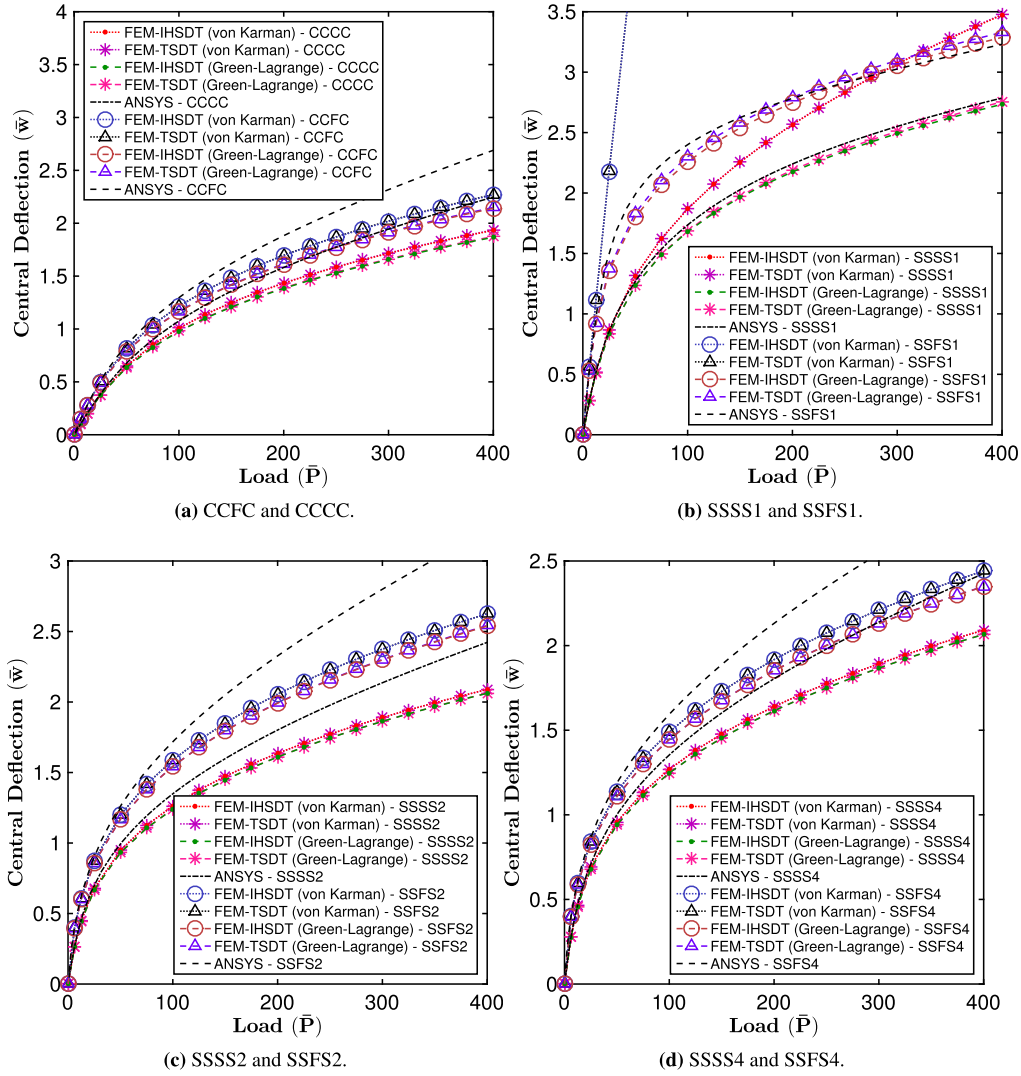 4
3.5
3
2.5
2
1.5
1
0.5
0
0
100
200
300
400
Central Deflection (w̄)
Load (P̄)
FEM-IHSDT (von Karman) - CCCC
FEM-TSDT (von Karman) - CCCC
FEM-IHSDT (Green-Lagrange) - CCCC
FEM-TSDT (Green-Lagrange) - CCCC
ANSYS - CCCC
FEM-IHSDT (von Karman) - CCFC
FEM-TSDT (von Karman) - CCFC
FEM-IHSDT (Green-Lagrange) - CCFC
FEM-TSDT (Green-Lagrange) - CCFC
ANSYS - CCFC
(a) CCFC and CCCC.
3.5
3
2.5
2
1.5
1
0.5
0
0
100
200
300
400
Central Deflection (w̄)
Load (P̄)
FEM-IHSDT (von Karman) - SSSS1
FEM-TSDT (von Karman) - SSSS1
FEM-IHSDT (Green-Lagrange) - SSSS1
FEM-TSDT (Green-Lagrange) - SSSS1
ANSYS - SSSS1
FEM-IHSDT (von Karman) - SSFS1
FEM-TSDT (von Karman) - SSFS1
FEM-IHSDT (Green-Lagrange) - SSFS1
FEM-TSDT (Green-Lagrange) - SSFS1
ANSYS - SSFS1
(b) SSSS1 and SSFS1.
3
2.5
2
1.5
1
0.5
0
0
100
200
300
400
Central Deflection (w̄)
Load (P̄)
FEM-IHSDT (von Karman) - SSSS2
FEM-TSDT (von Karman) - SSSS2
FEM-IHSDT (Green-Lagrange) - SSSS2
FEM-TSDT (Green-Lagrange) - SSSS2
ANSYS - SSSS2
FEM-IHSDT (von Karman) - SSFS2
FEM-TSDT (von Karman) - SSFS2
FEM-IHSDT (Green-Lagrange) - SSFS2
FEM-TSDT (Green-Lagrange) - SSFS2
ANSYS - SSFS2
(c) SSSS2 and SSFS2.
2.5
2
1.5
1
0.5
0
0
100
200
300
400
Central Deflection (w̄)
Load (P̄)
FEM-IHSDT (von Karman) - SSSS4
FEM-TSDT (von Karman) - SSSS4
FEM-IHSDT (Green-Lagrange) - SSSS4
FEM-TSDT (Green-Lagrange) - SSSS4
ANSYS - SSSS4
FEM-IHSDT (von Karman) - SSFS4
FEM-TSDT (von Karman) - SSFS4
FEM-IHSDT (Green-Lagrange) - SSFS4
FEM-TSDT (Green-Lagrange) - SSFS4
ANSYS - SSFS4
(d) SSSS4 and SSFS4.